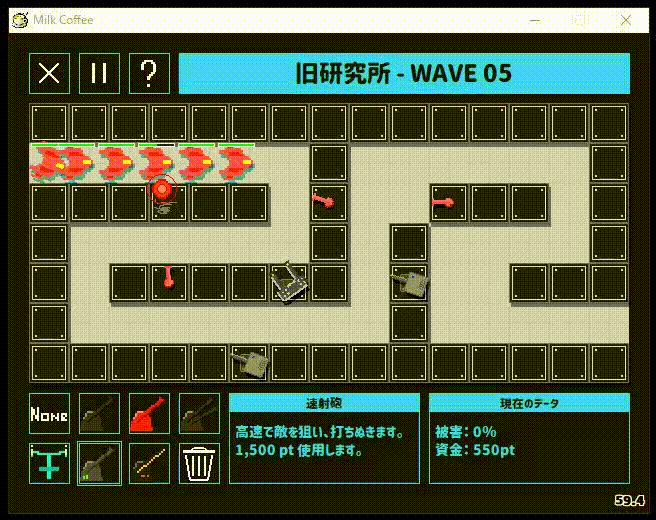 Milk Coffee
旧研究所 - WAVE 05
NONE
速射砲
高速で敵を狙い、打ちぬきます。
1,500 pt 使用します。
現在のデータ
被害: 0%
資金: 550pt
59.4